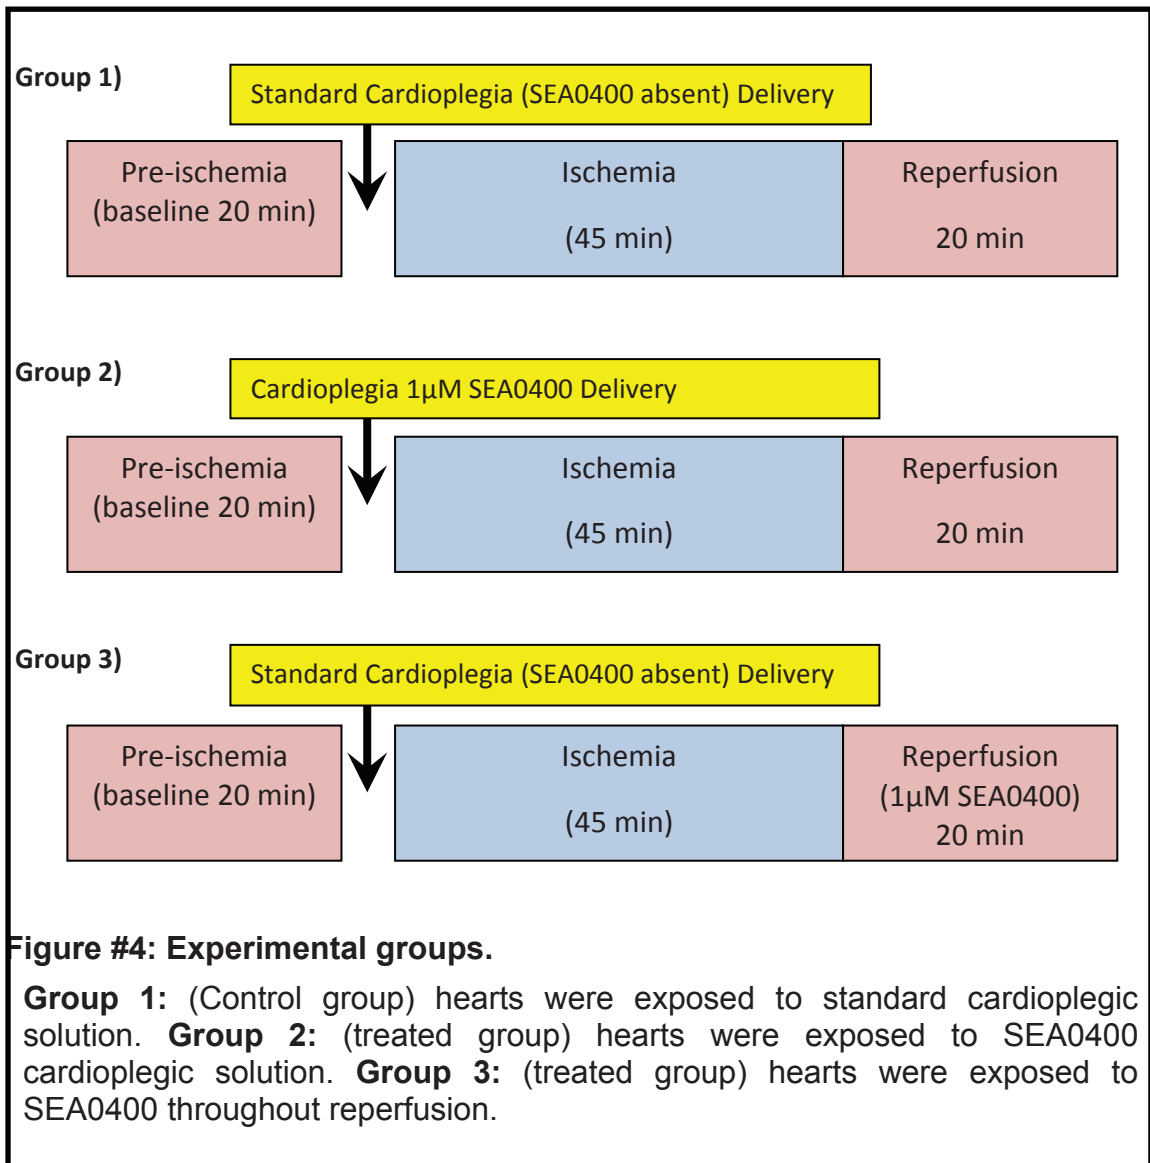 Group 1)
Standard Cardioplegia (SEA0400 absent) Delivery
Pre-ischemia
(baseline 20 min)
Ischemia
(45 min)
Reperfusion
20 min
Group 2)
Cardioplegia 1µM SEA0400 Delivery
Pre-ischemia
(baseline 20 min)
Ischemia
(45 min)
Reperfusion
20 min
Group 3)
Standard Cardioplegia (SEA0400 absent) Delivery
Pre-ischemia
(baseline 20 min)
Ischemia
(45 min)
Reperfusion
(1µM SEA0400)
20 min
Figure #4: Experimental groups.
Group 1: (Control group) hearts were exposed to standard cardioplegic
solution. Group 2: (treated group) hearts were exposed to SEA0400
cardioplegic solution. Group 3: (treated group) hearts were exposed to
SEA0400 throughout reperfusion.